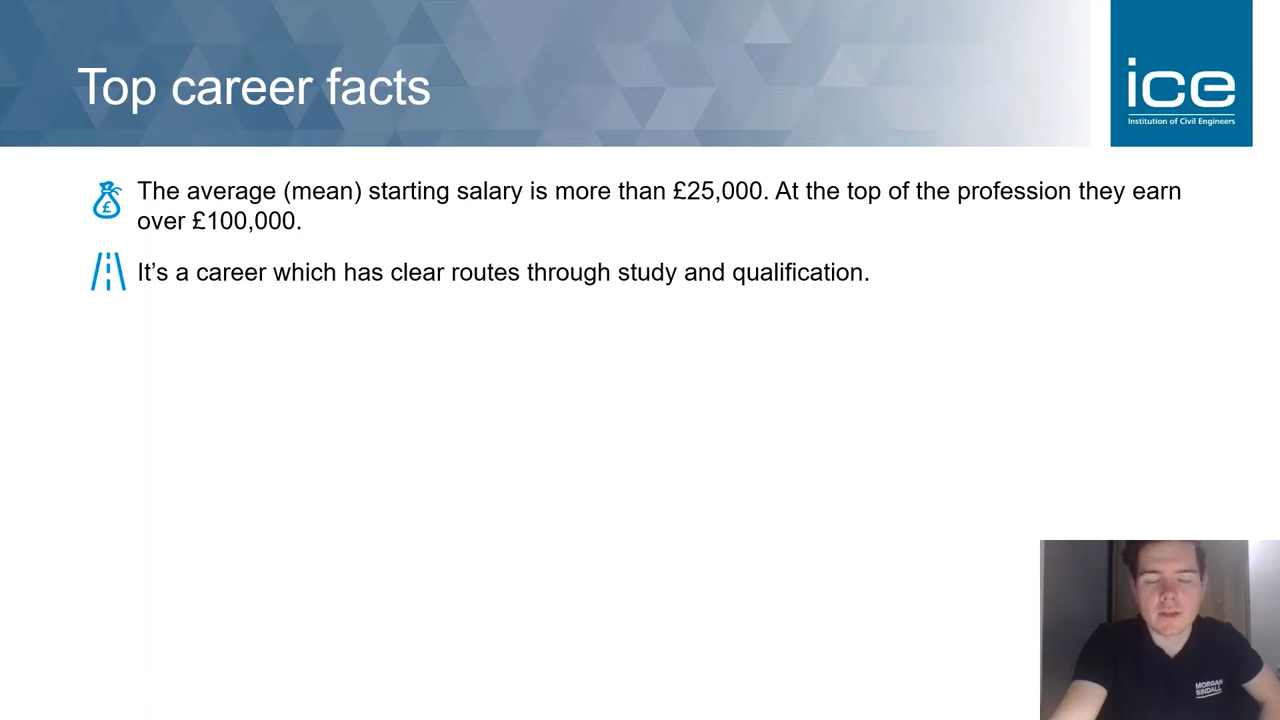 Top career facts
ice
Institution of Civil Engineers
£
The average (mean) starting salary is more than £25,000. At the top of the profession they earn
over £100,000.
It’s a career which has clear routes through study and qualification.
MORGAN
SINDALL